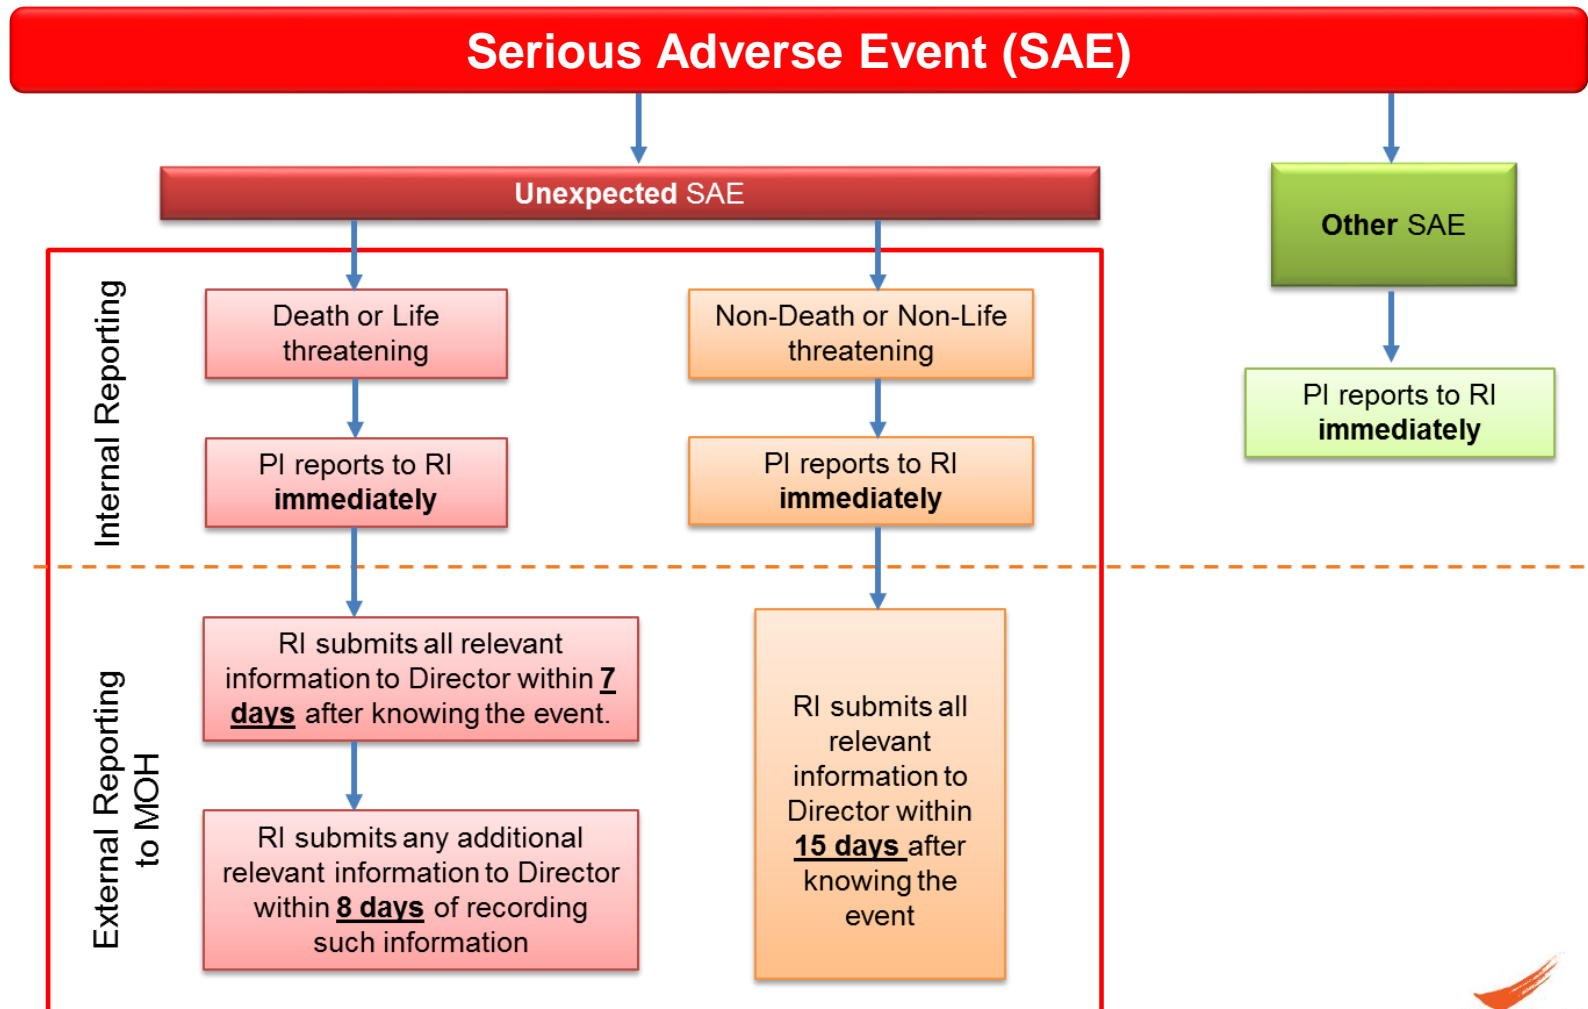 Serious Adverse Event (SAE)
Unexpected SAE
Other SAE
Internal Reporting
Death or Life
threatening
Non-Death or Non-Life
threatening
PI reports to RI
immediately
PI reports to RI
immediately
PI reports to RI
immediately
External Reporting
to MOH
RI submits all relevant
information to Director within 7
days after knowing the event.
RI submits any additional
relevant information to Director
within 8 days of recording
such information
RI submits all
relevant
information to
Director within
15 days after
knowing the
event